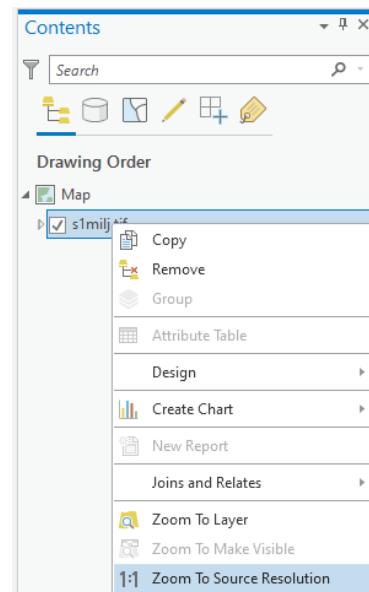 Contents
Search
Drawing Order
Map
s1milj.tif
Copy
Remove
Group
Attribute Table
Design
Create Chart
New Report
Joins and Relates
Zoom To Layer
Zoom To Make Visible
1:1 Zoom To Source Resolution